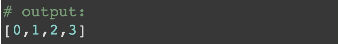 # output:
[0,1,2,3]